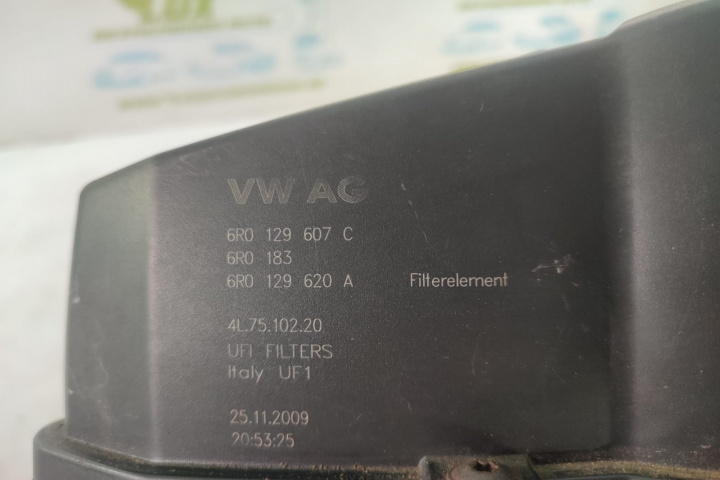 VW AG
6R0 129 607 C
6R0 183
6R0 129 620 A Filterelement
4L.75.102.20
UFI FILTERS
Italy UF1
25.11.2009
20:53:25